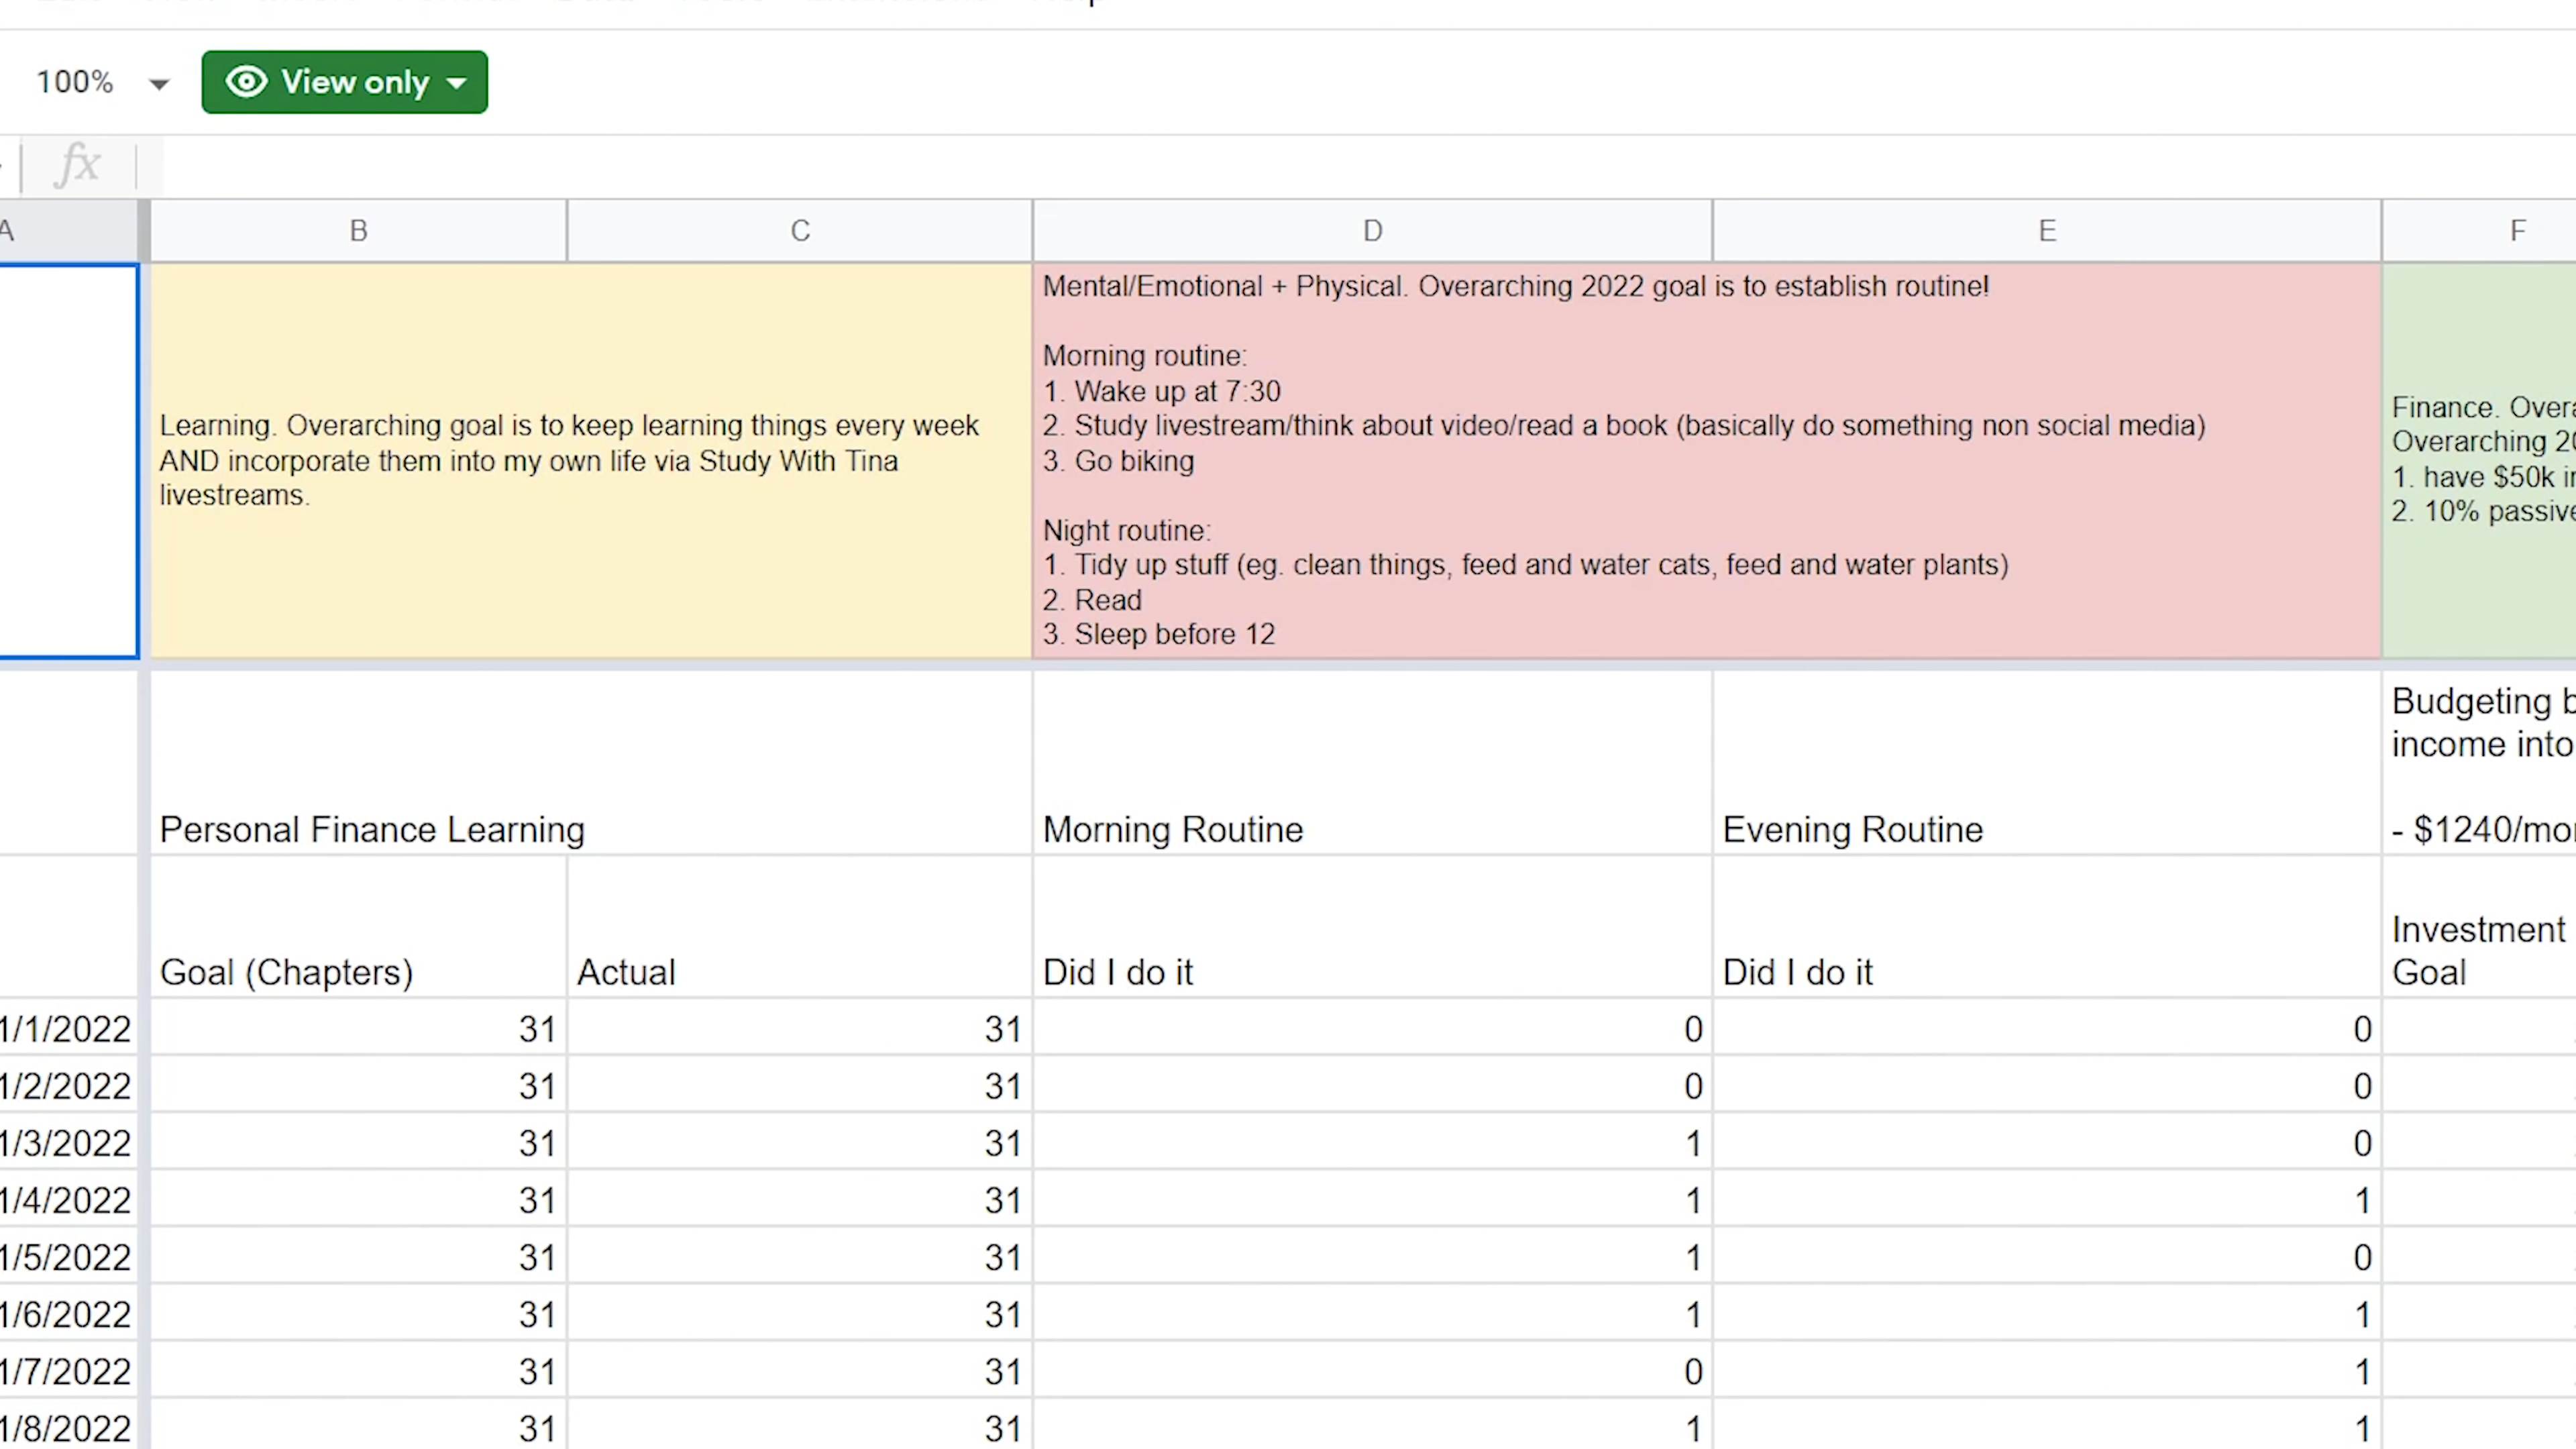 Help
100%
View only
fx
A B C D E F
Learning. Overarching goal is to keep learning things every week
AND incorporate them into my own life via Study With Tina
livestreams.
Mental/Emotional + Physical. Overarching 2022 goal is to establish routine!
Morning routine:
1. Wake up at 7:30
2. Study livestream/think about video/read a book (basically do something non social media)
3. Go biking
Night routine:
1. Tidy up stuff (eg. clean things, feed and water cats, feed and water plants)
2. Read
3. Sleep before 12
Finance.
Overarching
1. have $50k
2. 10%
Personal Finance Learning
Morning Routine
Evening Routine
Budgeting
income into
- $1240/
Goal (Chapters)
Actual
Did I do it
Did I do it
Investment
Goal
1/1/2022 31 31 0 0
1/2/2022 31 31 0 0
1/3/2022 31 31 1 0
1/4/2022 31 31 1 1
1/5/2022 31 31 1 0
1/6/2022 31 31 1 1
1/7/2022 31 31 0 1
1/8/2022 31 31 1 1